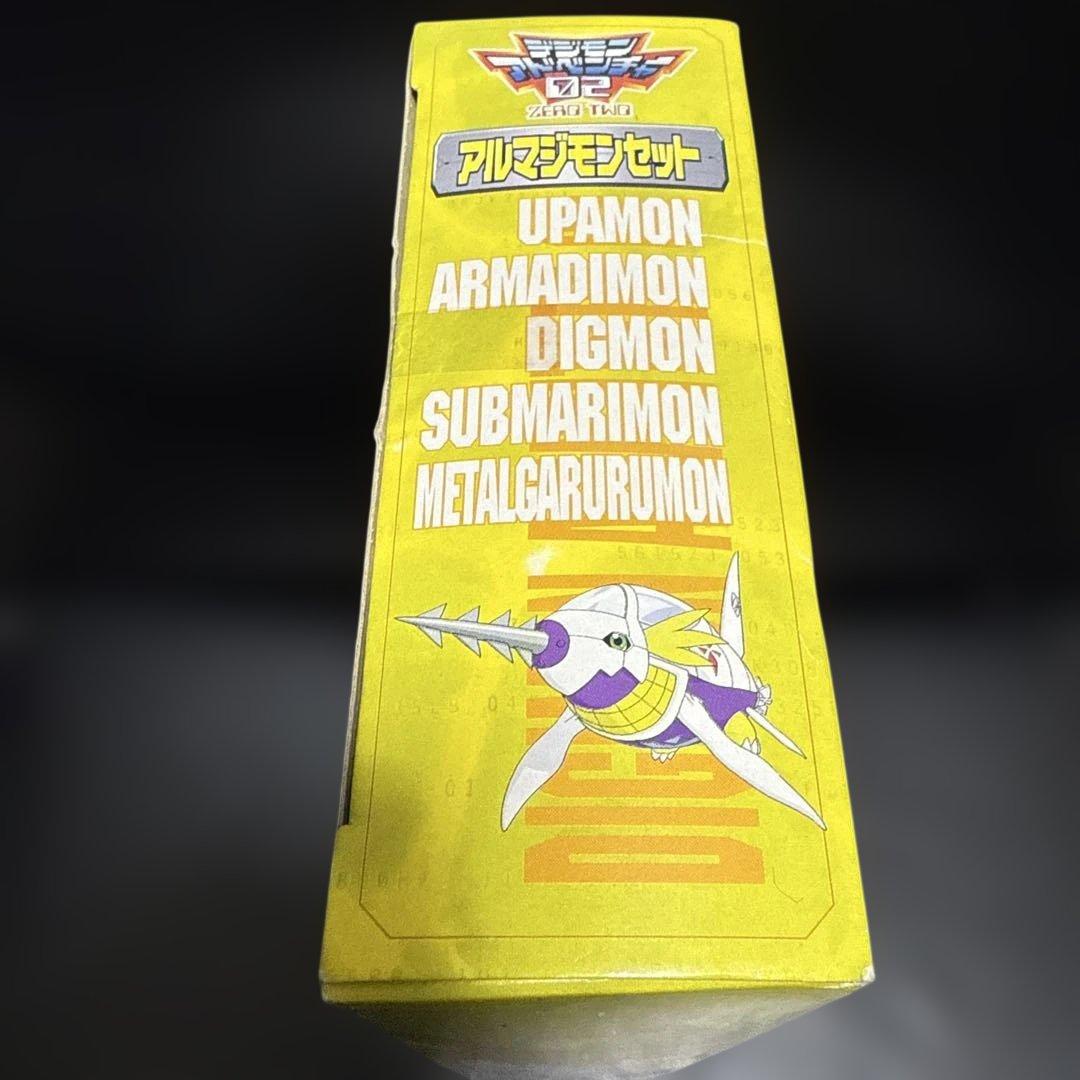 デジモン
アドベンチャー
02
ZERO TWO
アルマジモンセット
UPAMON
ARMADIMON
DIGMON
SUBMARIMON
METALGARURUMON